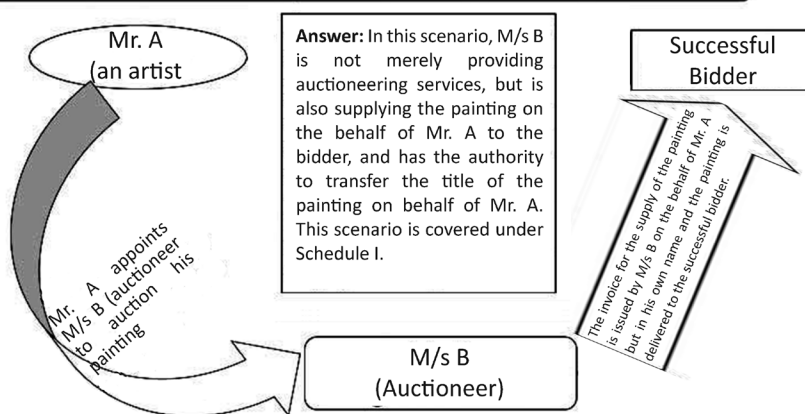 Mr. A
(an artist
Answer: In this scenario, M/s B
is not merely providing
auctioneering services, but is
also supplying the painting on
the behalf of Mr. A to the
bidder, and has the authority
to transfer the title of the
painting on behalf of Mr. A.
This scenario is covered under
Schedule I.
Successful
Bidder
Mr. A appoints
M/s B (auctioneer
to auction his
painting
M/s B
(Auctioneer)
The invoice for the supply of the painting
is issued by M/s B on the behalf of Mr. A
but in his own name and the painting is
delivered to the successful bidder.